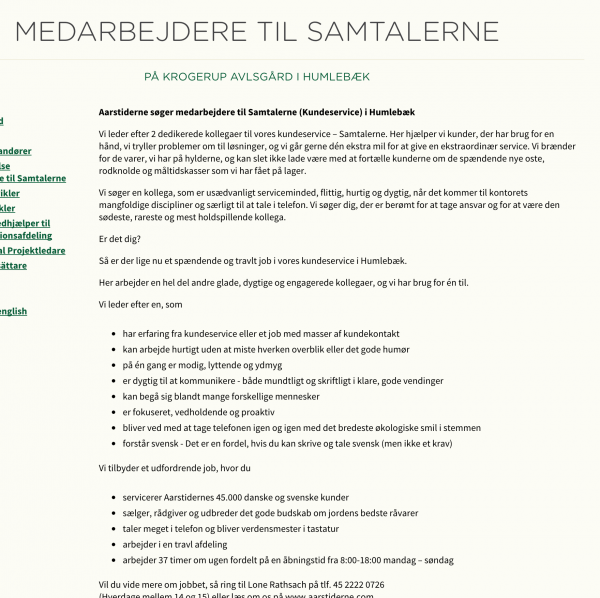 MEDARBEJDERE TIL SAMTALERNE
PÅ KROGERUP AVLSGÅRD I HUMLEBÆK
d
andører
lse
e til Samtalerne
ikler
kler
edhjælper til
ionsafdeling
al Projektledare
sättare
english
Aarstiderne søger medarbejdere til Samtalerne (Kundeservice) i Humlebæk
Vi leder efter 2 dedikerede kollegaer til vores kundeservice – Samtalerne. Her hjælper vi kunder, der har brug for en
hånd, vi tryller problemer om til løsninger, og vi går gerne dén ekstra mil for at give en ekstraordinær service. Vi brænder
for de varer, vi har på hylderne, og kan slet ikke lade være med at fortælle kunderne om de spændende nye oste,
rodknolde og måltidskasser som vi har fået på lager.
Vi søger en kollega, som er usædvanligt serviceminded, flittig, hurtig og dygtig, når det kommer til kontorets
mangfoldige discipliner og særligt til at tale i telefon. Vi søger dig, der er berømt for at tage ansvar og for at være den
sødeste, rareste og mest holdspillende kollega.
Er det dig?
Så er der lige nu et spændende og travlt job i vores kundeservice i Humlebæk.
Her arbejder en hel del andre glade, dygtige og engagerede kollegaer, og vi har brug for én til.
Vi leder efter en, som
• har erfaring fra kundeservice eller et job med masser af kundekontakt
• kan arbejde hurtigt uden at miste hverken overblik eller det gode humør
• på én gang er modig, lyttende og ydmyg
• er dygtig til at kommunikere - både mundtligt og skriftligt i klare, gode vendinger
• kan begå sig blandt mange forskellige mennesker
• er fokuseret, vedholdende og proaktiv
• bliver ved med at tage telefonen igen og igen med det bredeste økologiske smil i stemmen
• forstår svensk - Det er en fordel, hvis du kan skrive og tale svensk (men ikke et krav)
Vi tilbyder et udfordrende job, hvor du
• servicerer Aarstidernes 45.000 danske og svenske kunder
• sælger, rådgiver og udbreder det gode budskab om jordens bedste råvarer
• taler meget i telefon og bliver verdensmester i tastatur
• arbejder i en travl afdeling
• arbejder 37 timer om ugen fordelt på en åbningstid fra 8:00-18:00 mandag – søndag
Vil du vide mere om jobbet, så ring til Lone Rathsach på tlf. 45 2222 0726
(Hverdage mellem 14 og 15) eller læs om os på www.aarstiderne.com